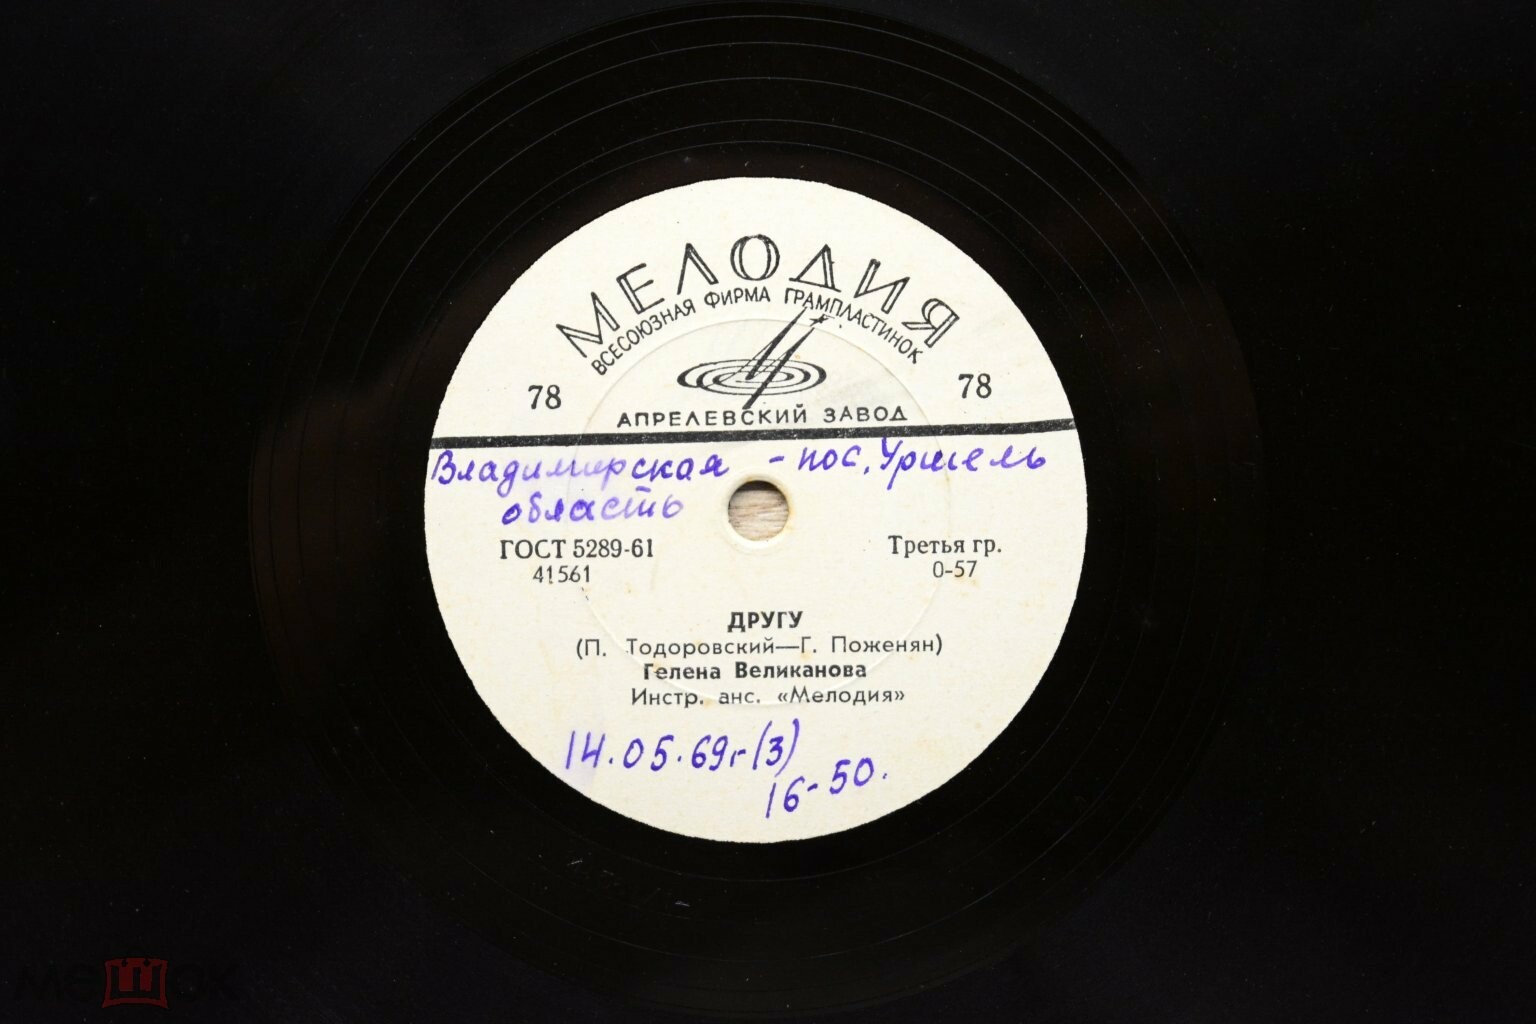 МЕЛОДИЯ
ВСЕСОЮЗНАЯ ФИРМА ГРАМПЛАСТИНОК
78
78
АПРЕЛЕВСКИЙ ЗАВОД
Владимирская - пос. Уршель
область
ГОСТ 5289-61
Третья гр.
41561
0-57
ДРУГУ
(П. Тодоровский—Г. Поженян)
Гелена Великанова
Инстр. анс. «Мелодия»
14.05.69г (3)
16-50.
мешок